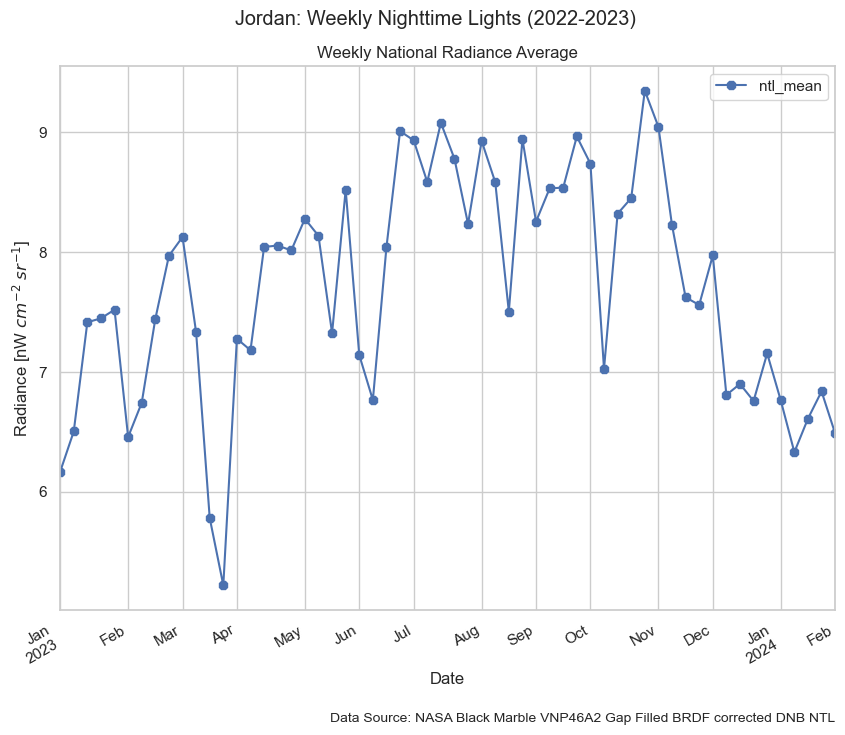 Jordan: Weekly Nighttime Lights (2022-2023)
Weekly National Radiance Average
ntl_mean
Radiance [nW cm⁻² sr⁻¹]
9
8
7
6
Jan
2023
Feb
Mar
Apr
May
Jun
Jul
Aug
Sep
Oct
Nov
Dec
Jan
2024
Feb
Date
Data Source: NASA Black Marble VNP46A2 Gap Filled BRDF corrected DNB NTL